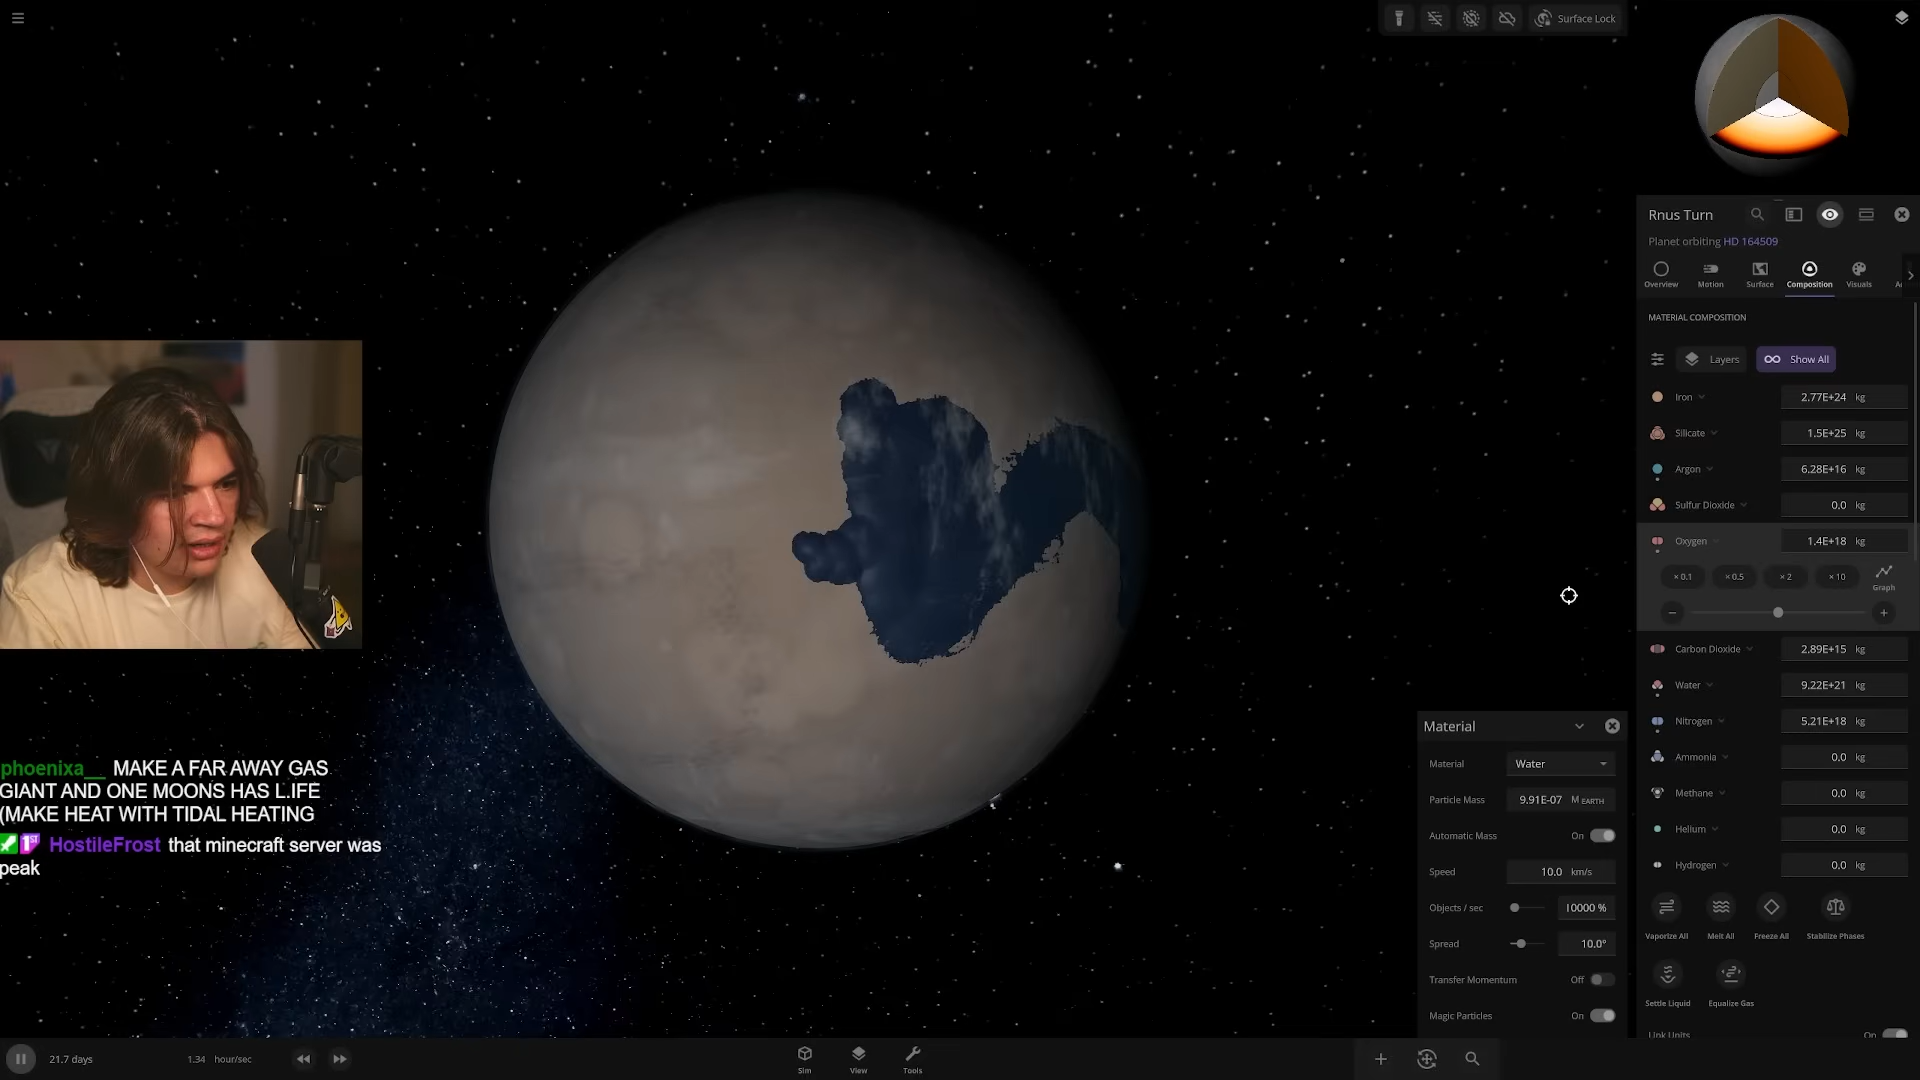 Surface Lock
Rnus Turn
Planet orbiting HD 164509
Overview
Motion
Surface
Composition
Visuals
MATERIAL COMPOSITION
Layers
Show All
Iron 2.77E+24 kg
Silicate 1.5E+25 kg
Argon 6.28E+16 kg
Sulfur Dioxide 0.0 kg
Oxygen 1.4E+18 kg
× 0.1 × 0.5 × 2 × 10 Graph
Carbon Dioxide 2.89E+15 kg
Water 9.22E+21 kg
Nitrogen 5.21E+18 kg
Ammonia 0.0 kg
Methane 0.0 kg
Helium 0.0 kg
Hydrogen 0.0 kg
Vaporize All Melt All Freeze All Stabilize Phases
Settle Liquid Equalize Gas
Link Units On
Material
Material Water
Particle Mass 9.91E-07 M EARTH
Automatic Mass On
Speed 10.0 km/s
Objects / sec 10000 %
Spread 10.0°
Transfer Momentum Off
Magic Particles On
phoenixa__ MAKE A FAR AWAY GAS
GIANT AND ONE MOONS HAS L.IFE
(MAKE HEAT WITH TIDAL HEATING
1ST HostileFrost that minecraft server was
peak
21.7 days
1.34 hour/sec
Sim
View
Tools